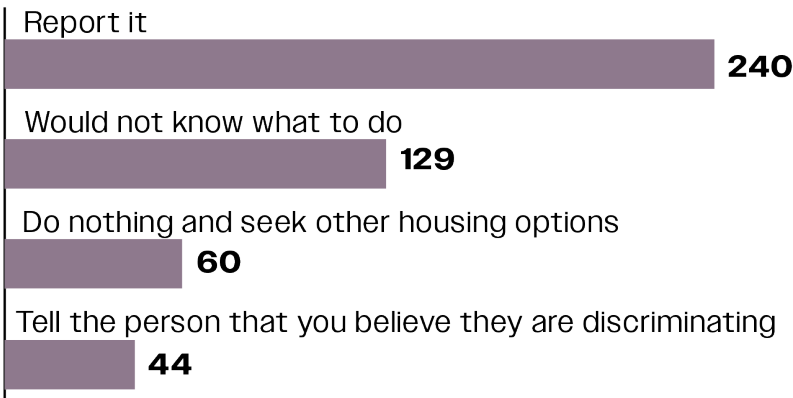 Report it
240
Would not know what to do
129
Do nothing and seek other housing options
60
Tell the person that you believe they are discriminating
44